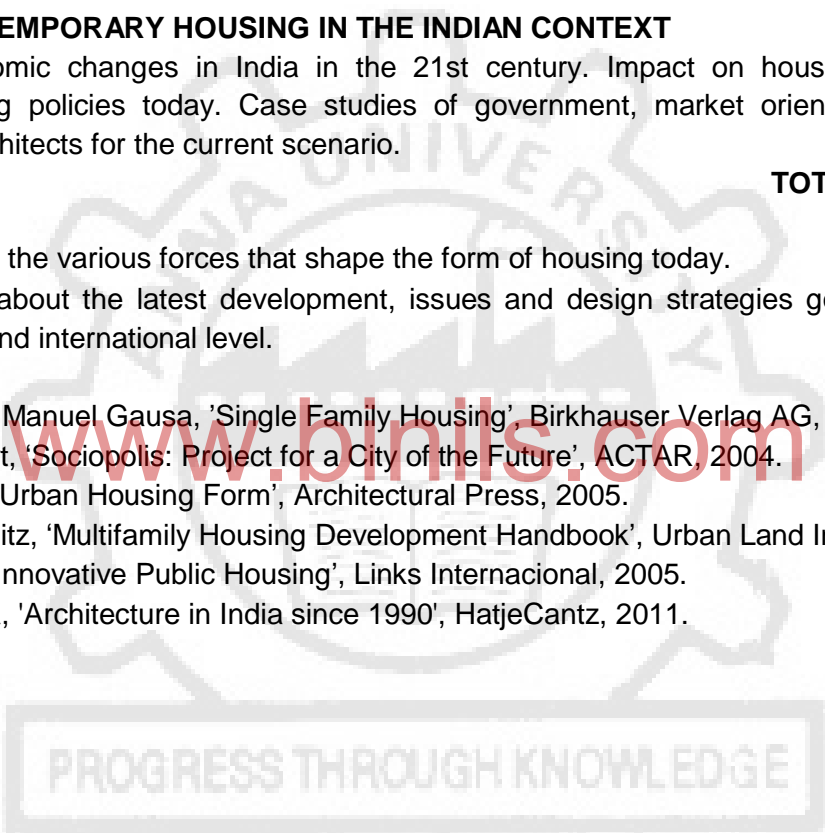 TEMPORARY HOUSING IN THE INDIAN CONTEXT
omic changes in India in the 21st century. Impact on hous
g policies today. Case studies of government, market orien
hitects for the current scenario.
TOT
the various forces that shape the form of housing today.
about the latest development, issues and design strategies g
nd international level.
Manuel Gausa, ’Single Family Housing’, Birkhauser Verlag AG,
t, ‘Sociopolis: Project for a City of the Future’, ACTAR, 2004.
www.binils.com
Urban Housing Form’, Architectural Press, 2005.
itz, ‘Multifamily Housing Development Handbook’, Urban Land In
nnovative Public Housing’, Links Internacional, 2005.
, 'Architecture in India since 1990', HatjeCantz, 2011.
ANNA UNIVERSITY
PROGRESS THROUGH KNOWLEDGE